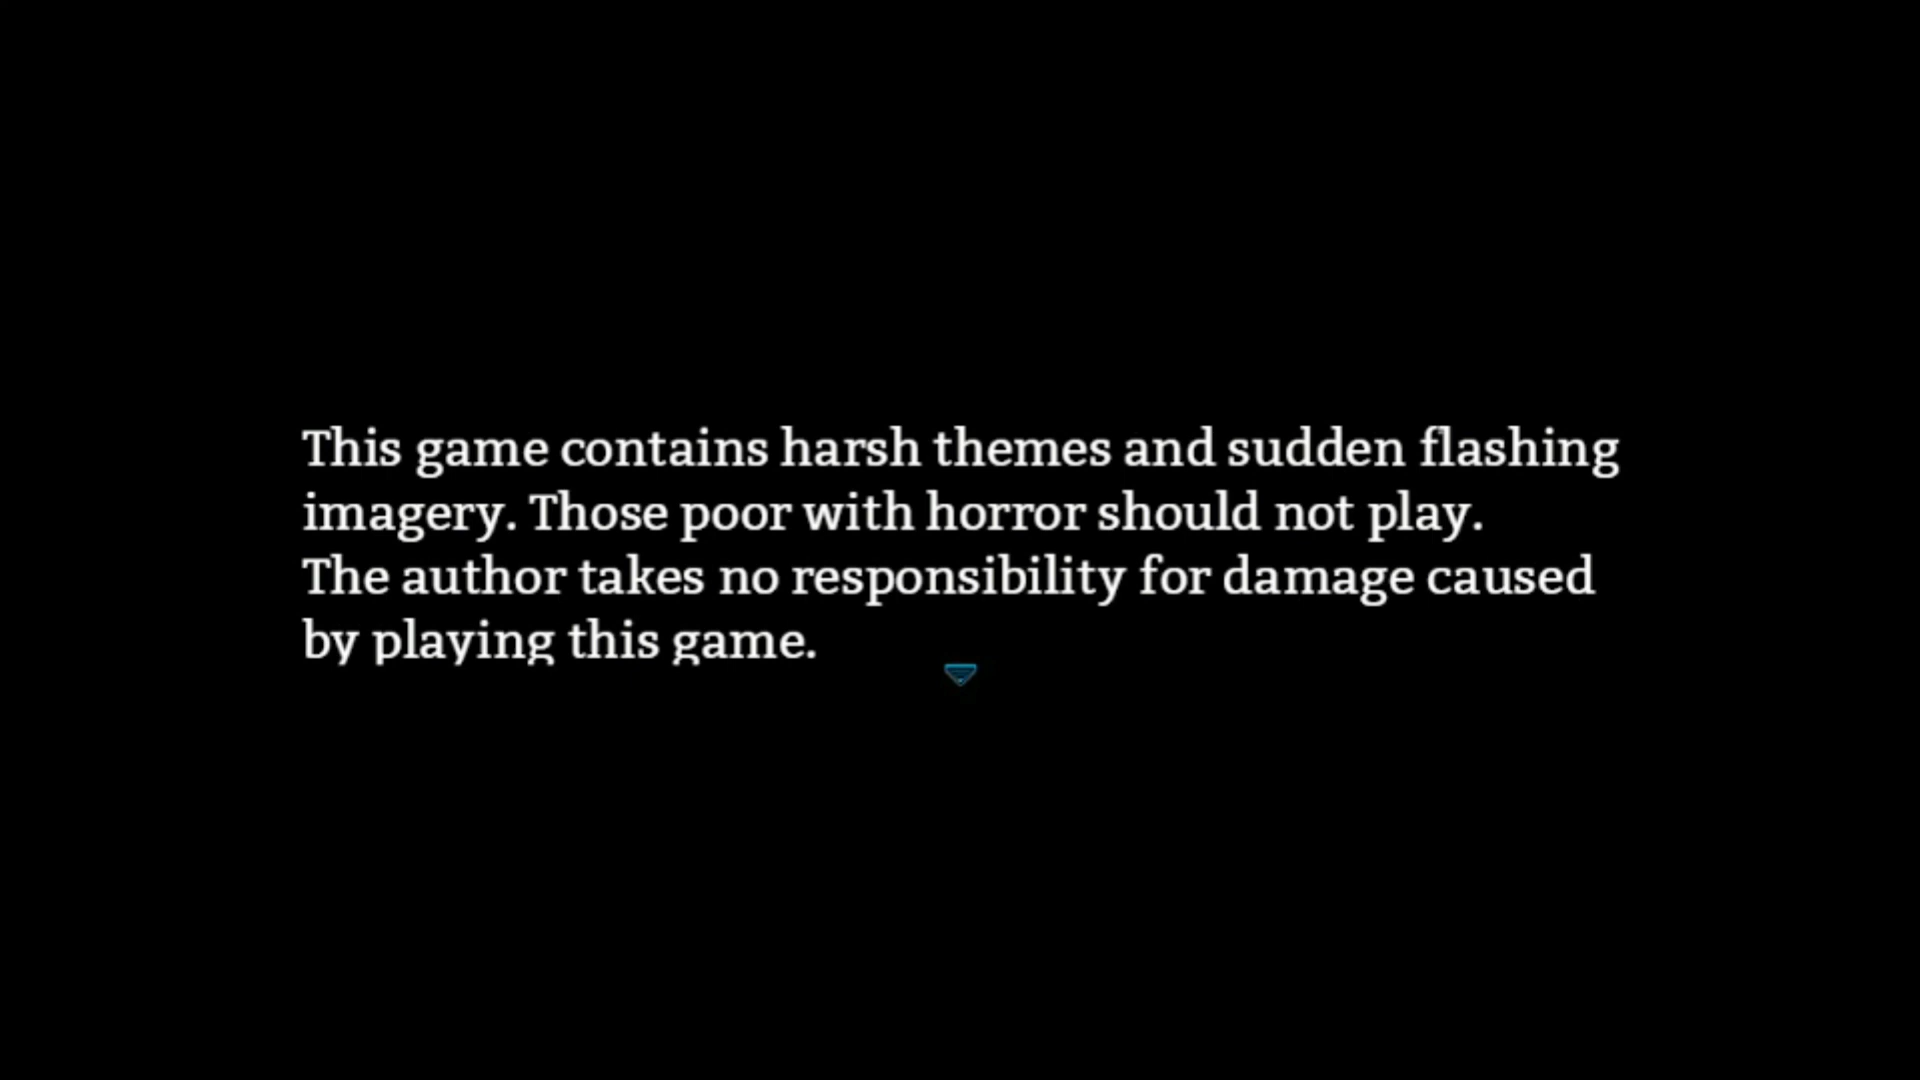 This game contains harsh themes and sudden flashing
imagery. Those poor with horror should not play.
The author takes no responsibility for damage caused
by playing this game.